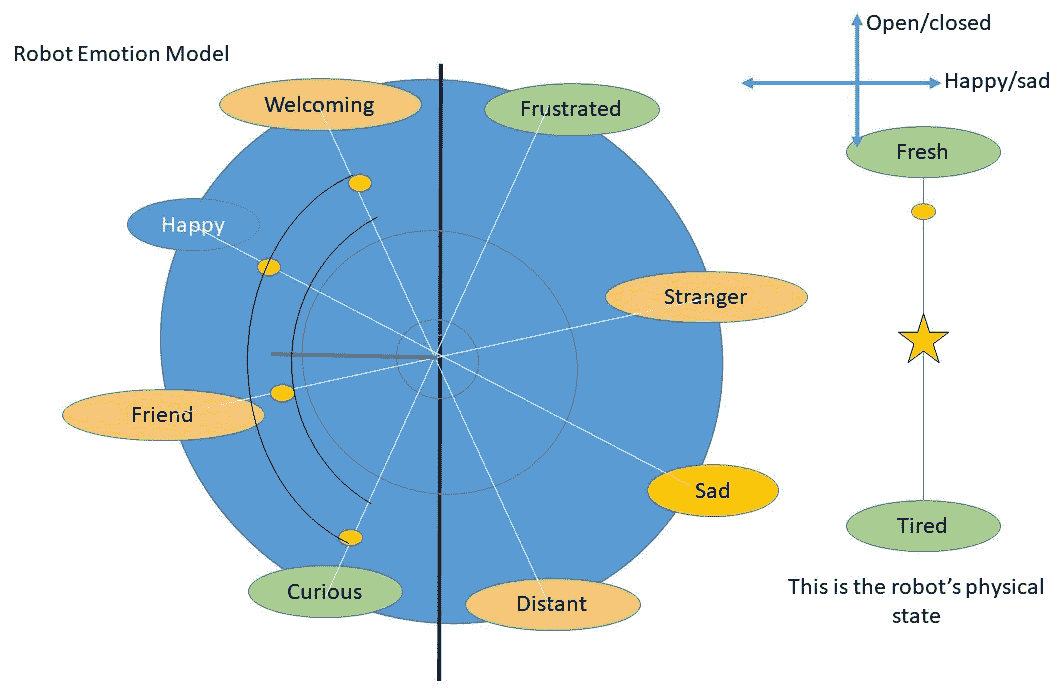 Robot Emotion Model
Open/closed
Happy/sad
Welcoming
Frustrated
Fresh
Happy
Stranger
Friend
Sad
Tired
Curious
Distant
This is the robot’s physical
state